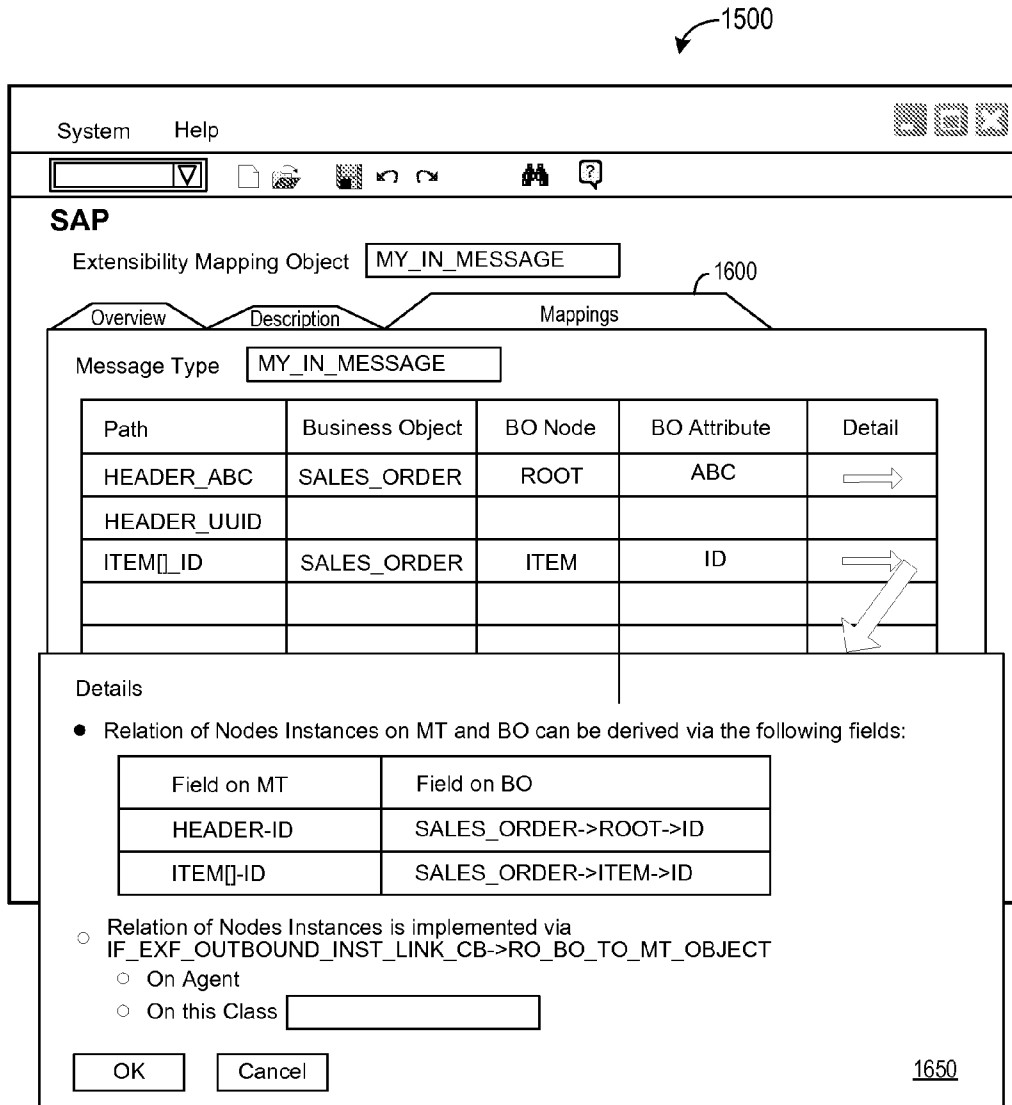 1500
System Help
SAP
Extensibility Mapping Object MY_IN_MESSAGE
1600
Overview Description Mappings
Message Type MY_IN_MESSAGE
Path Business Object BO Node BO Attribute Detail
HEADER_ABC SALES_ORDER ROOT ABC
HEADER_UUID
ITEM[]_ID SALES_ORDER ITEM ID
Details
● Relation of Nodes Instances on MT and BO can be derived via the following fields:
Field on MT Field on BO
HEADER-ID SALES_ORDER->ROOT->ID
ITEM[]-ID SALES_ORDER->ITEM->ID
○ Relation of Nodes Instances is implemented via
IF_EXF_OUTBOUND_INST_LINK_CB->RO_BO_TO_MT_OBJECT
○ On Agent
○ On this Class
OK Cancel 1650